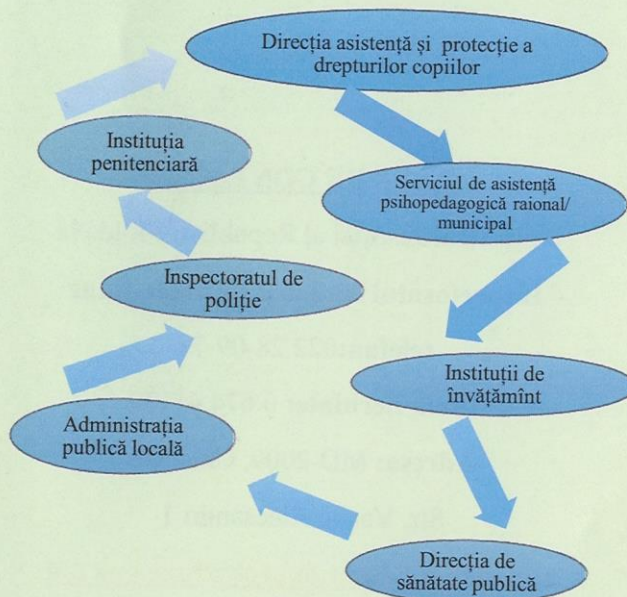 Direcția asistență și protecție a
drepturilor copiilor
Serviciul de asistență
psihopedagogică raional/
municipal
Instituții de
învățămînt
Direcția de
sănătate publică
Administrația
publică locală
Inspectoratul de
poliție
Instituția
penitenciară